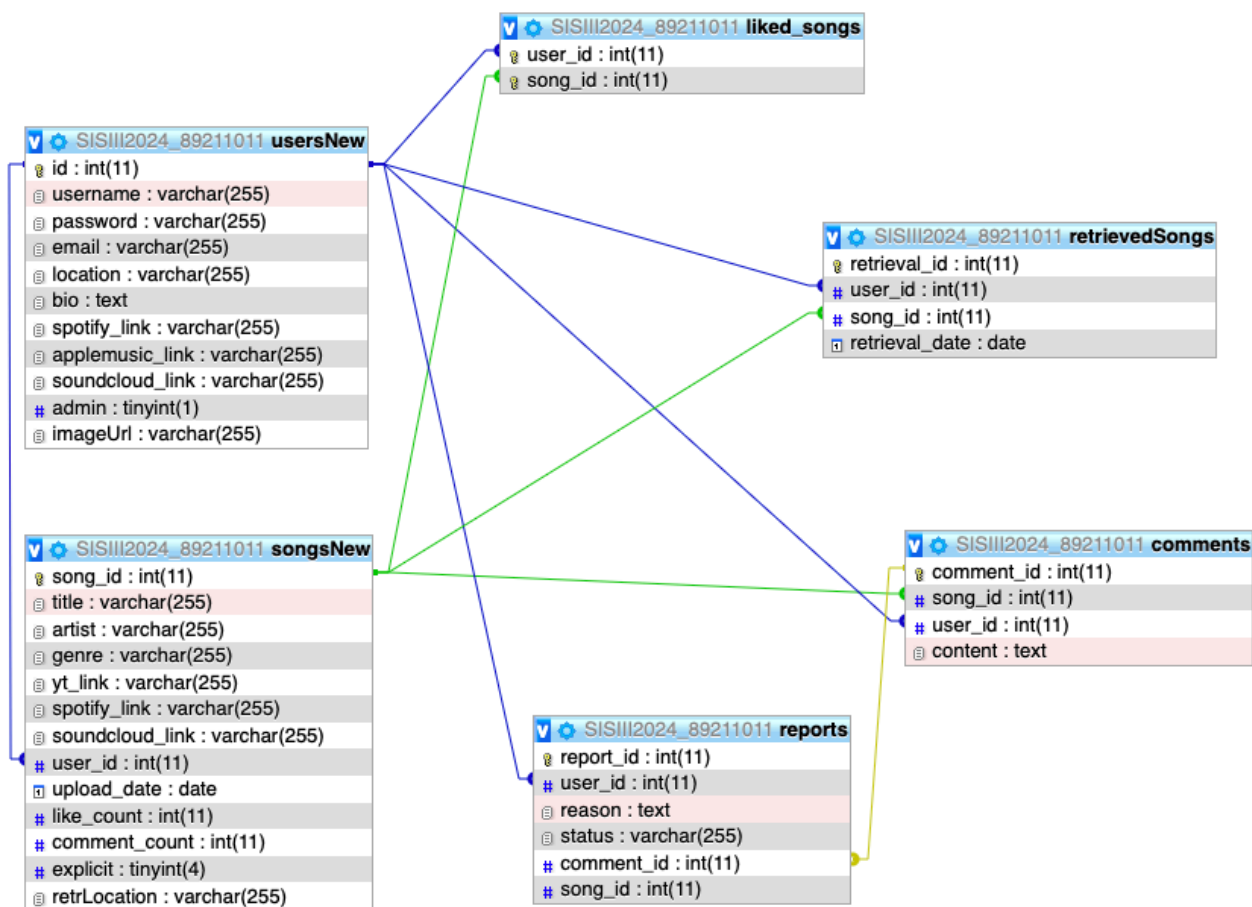 SISIII2024_89211011 liked_songs
user_id : int(11)
song_id : int(11)
SISIII2024_89211011 usersNew
id : int(11)
username : varchar(255)
password : varchar(255)
email : varchar(255)
location : varchar(255)
bio : text
spotify_link : varchar(255)
applemusic_link : varchar(255)
soundcloud_link : varchar(255)
admin : tinyint(1)
imageUrl : varchar(255)
SISIII2024_89211011 retrievedSongs
retrieval_id : int(11)
user_id : int(11)
song_id : int(11)
retrieval_date : date
SISIII2024_89211011 songsNew
song_id : int(11)
title : varchar(255)
artist : varchar(255)
genre : varchar(255)
yt_link : varchar(255)
spotify_link : varchar(255)
soundcloud_link : varchar(255)
user_id : int(11)
upload_date : date
like_count : int(11)
comment_count : int(11)
explicit : tinyint(4)
retrLocation : varchar(255)
SISIII2024_89211011 comments
comment_id : int(11)
song_id : int(11)
user_id : int(11)
content : text
SISIII2024_89211011 reports
report_id : int(11)
user_id : int(11)
reason : text
status : varchar(255)
comment_id : int(11)
song_id : int(11)